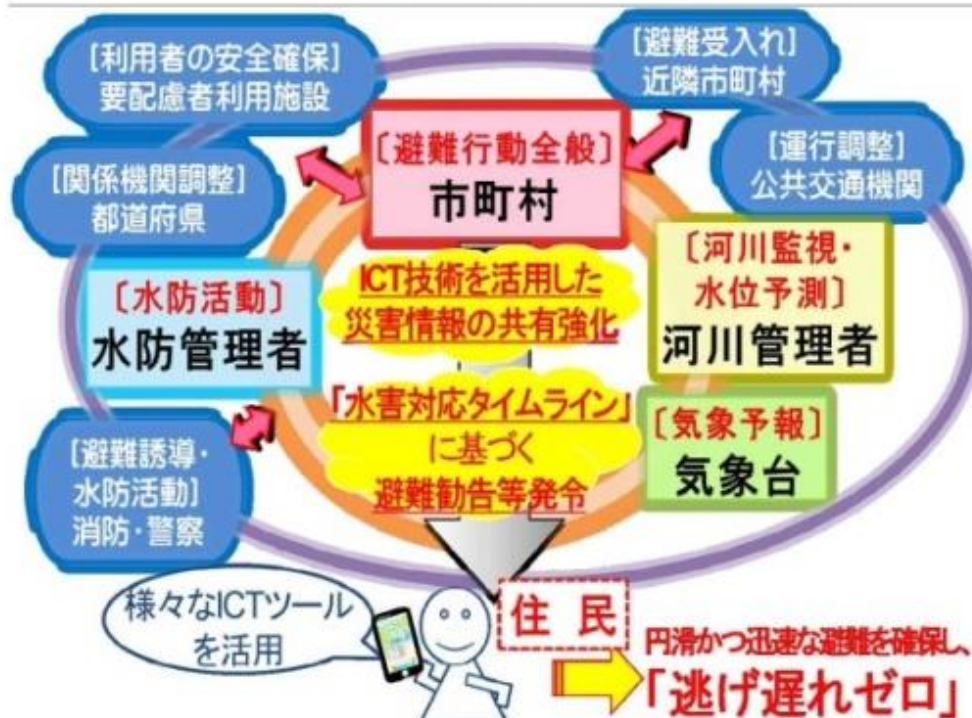 [利用者の安全確保]
要配慮者利用施設
[避難受入れ]
近隣市町村
[関係機関調整]
都道府県
〔避難行動全般〕
市町村
[運行調整]
公共交通機関
〔水防活動〕
水防管理者
ICT技術を活用した
災害情報の共有強化
〔河川監視・
水位予測〕
河川管理者
「水害対応タイムライン」
に基づく
避難勧告等発令
〔気象予報〕
気象台
[避難誘導・
水防活動]
消防・警察
様々なICTツール
を活用
住民
円滑かつ迅速な避難を確保し、
「逃げ遅れゼロ」